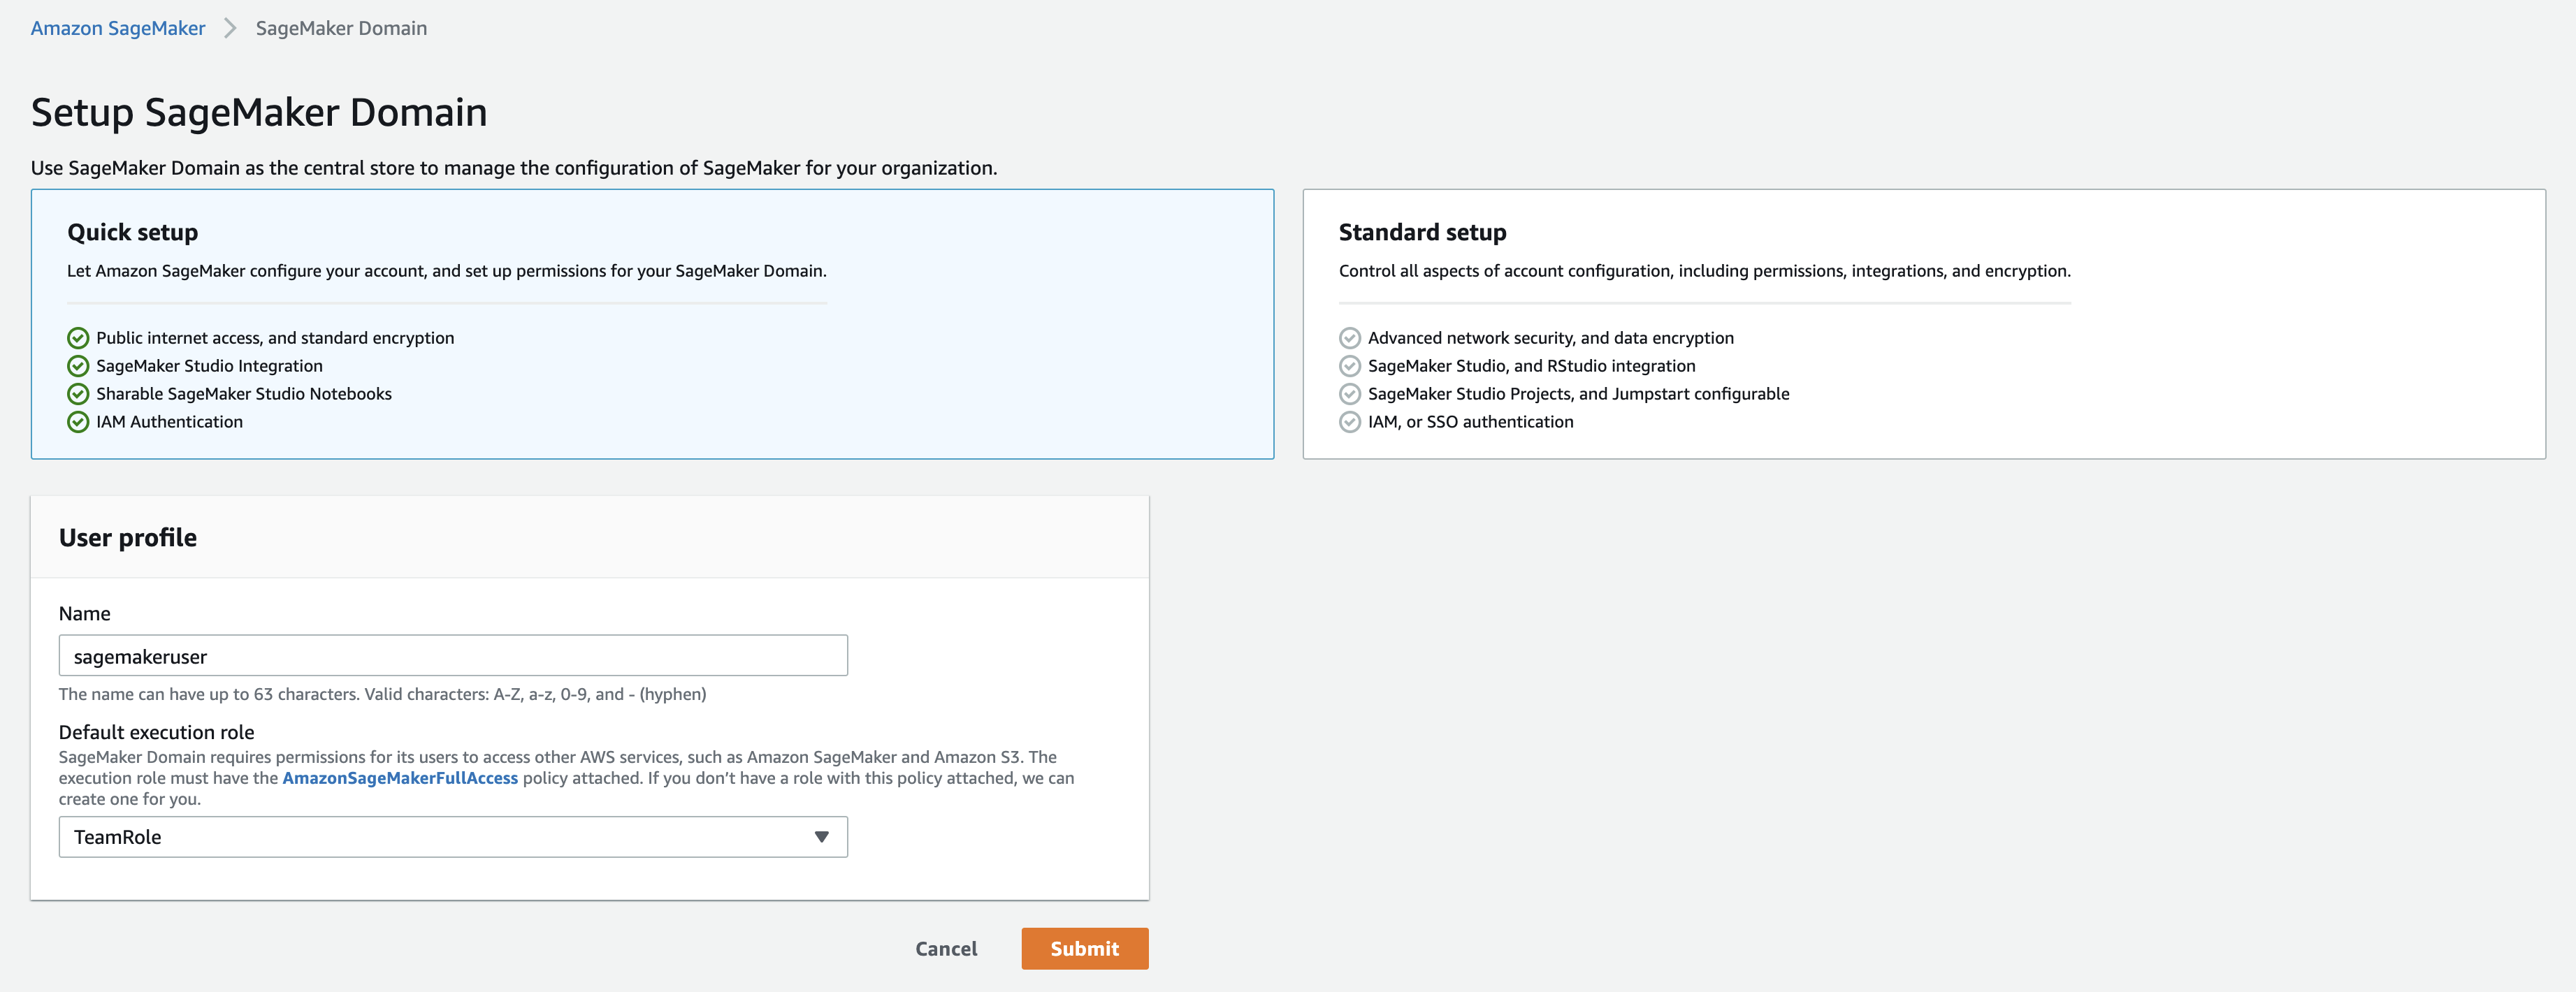 Amazon SageMaker > SageMaker Domain
Setup SageMaker Domain
Use SageMaker Domain as the central store to manage the configuration of SageMaker for your organization.
Quick setup
Let Amazon SageMaker configure your account, and set up permissions for your SageMaker Domain.
Public internet access, and standard encryption
SageMaker Studio Integration
Sharable SageMaker Studio Notebooks
IAM Authentication
Standard setup
Control all aspects of account configuration, including permissions, integrations, and encryption.
Advanced network security, and data encryption
SageMaker Studio, and RStudio integration
SageMaker Studio Projects, and Jumpstart configurable
IAM, or SSO authentication
User profile
Name
sagemakeruser
The name can have up to 63 characters. Valid characters: A-Z, a-z, 0-9, and - (hyphen)
Default execution role
SageMaker Domain requires permissions for its users to access other AWS services, such as Amazon SageMaker and Amazon S3. The
execution role must have the AmazonSageMakerFullAccess policy attached. If you don’t have a role with this policy attached, we can
create one for you.
TeamRole
Cancel
Submit